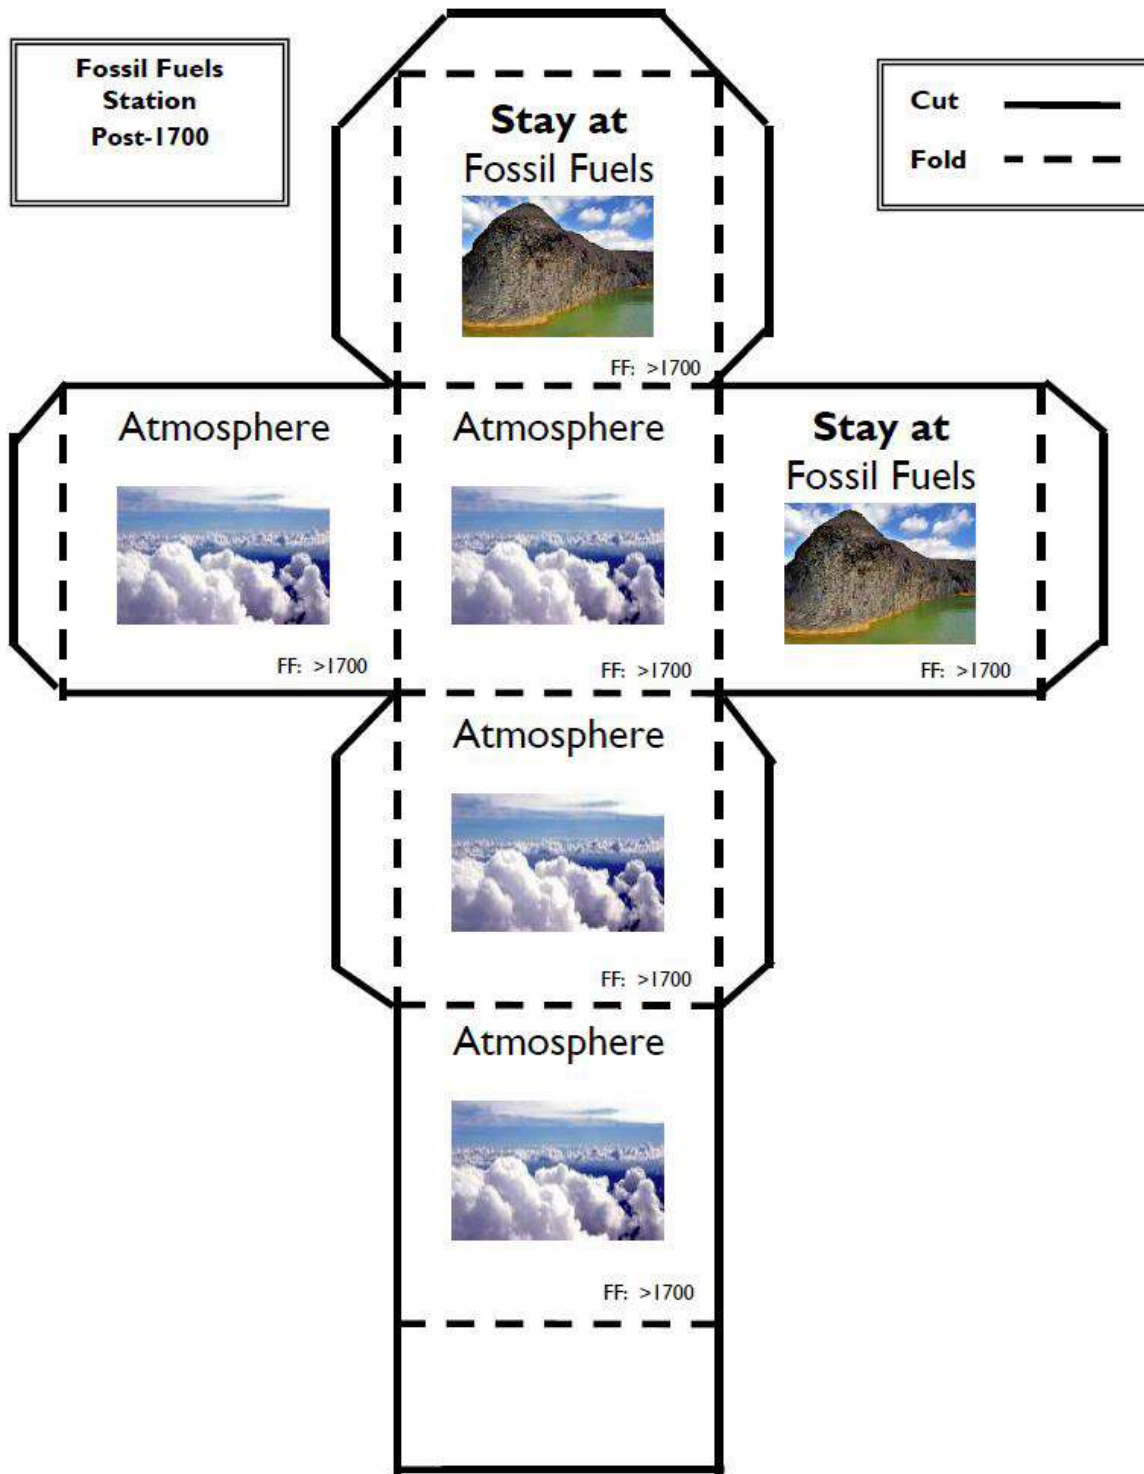 Fossil Fuels
Station
Post-1700
Cut
Fold
Stay at
Fossil Fuels
FF: >1700
Atmosphere
FF: >1700
Atmosphere
FF: >1700
Stay at
Fossil Fuels
FF: >1700
Atmosphere
FF: >1700
Atmosphere
FF: >1700